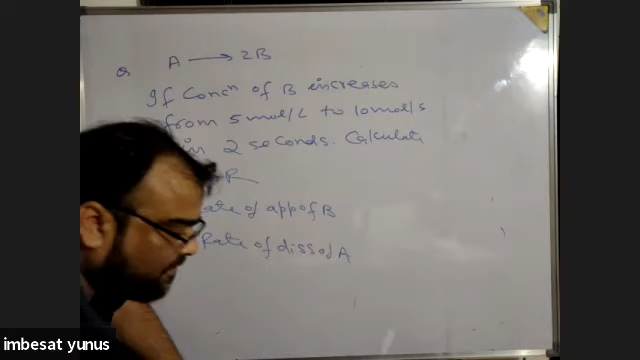 Q A → 2B
If Concn of B increases
from 5 mol/L to 10 mol/s
in 2 seconds. Calculate
R
ate of app of B
Rate of diss of A
imbesat yunus